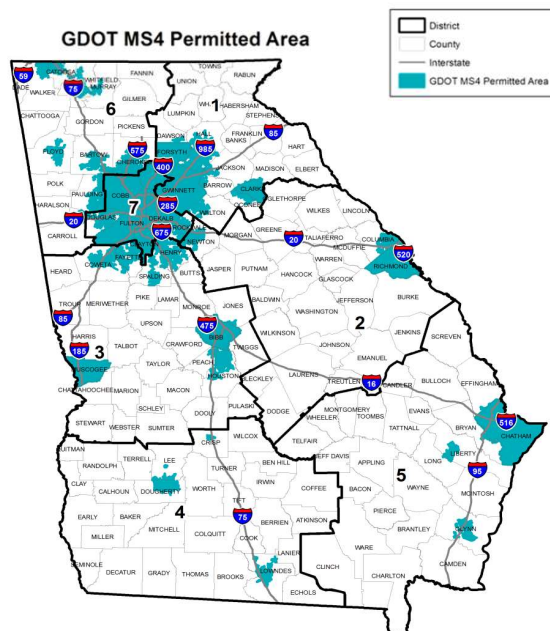 GDOT MS4 Permitted Area
District
County
Interstate
GDOT MS4 Permitted Area
TOWNS
59
CATOOSA
FANNIN
UNION
RABUN
75
WHITFIELD
MURRAY
WALKER
6
GILMER
1
HABERSHAM
LUMPKIN
STEPHENS
CHATTOOGA
GORDON
PICKENS
DAWSON
HALL
BANKS
FRANKLIN
85
HART
575
985
FLOYD
BARTOW
CHEROKEE
FORSYTH
400
JACKSON
MADISON
ELBERT
POLK
PAULDING
COBB
GWINNETT
BARROW
CLARKE
285
OCONEE
OGLETHORPE
HARALSON
7
WILKES
LINCOLN
DOUGLAS
FULTON
DEKALB
WALTON
20
ROCKDALE
675
GREENE
TALIAFERRO
COLUMBIA
CARROLL
CLAYTON
NEWTON
MORGAN
20
MCDUFFIE
520
HENRY
WARREN
RICHMOND
HEARD
COWETA
FAYETTE
SPALDING
BUTTS
JASPER
PUTNAM
HANCOCK
GLASCOCK
TROUP
MERIWETHER
PIKE
LAMAR
MONROE
JONES
BALDWIN
JEFFERSON
BURKE
85
UPSON
475
WASHINGTON
2
HARRIS
3
TALBOT
CRAWFORD
BIBB
WILKINSON
JENKINS
SCREVEN
185
TWIGGS
JOHNSON
MUSCOGEE
TAYLOR
PEACH
EMANUEL
CHATTAHOOCHEE
MARION
MACON
HOUSTON
BLECKLEY
LAURENS
TREUTLEN
16
CANDLER
BULLOCH
EFFINGHAM
SCHLEY
PULASKI
DODGE
MONTGOMERY
STEWART
WEBSTER
SUMTER
DOOLY
WHEELER
TOOMBS
EVANS
BRYAN
516
TATTNALL
CHATHAM
CRISP
WILCOX
TELFAIR
QUITMAN
TERRELL
LEE
JEFF DAVIS
APPLING
5
LONG
LIBERTY
RANDOLPH
TURNER
BEN HILL
95
CLAY
CALHOUN
DOUGHERTY
WORTH
TIFT
IRWIN
COFFEE
BACON
WAYNE
MCINTOSH
4
EARLY
BAKER
MITCHELL
75
BERRIEN
ATKINSON
PIERCE
BRANTLEY
GLYNN
MILLER
COLQUITT
COOK
WARE
LANIER
SEMINOLE
DECATUR
GRADY
THOMAS
BROOKS
LOWNDES
CLINCH
CHARLTON
CAMDEN
ECHOLS